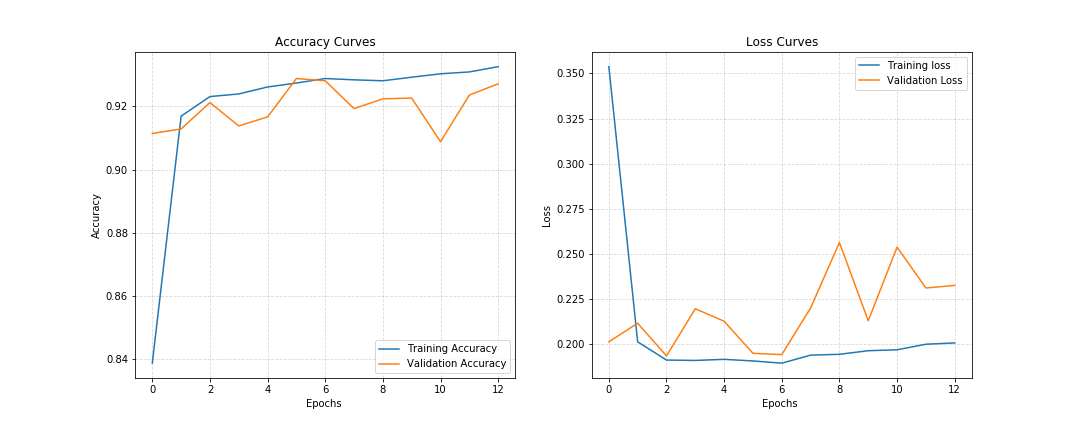 Accuracy Curves
Accuracy
0.92
0.90
0.88
0.86
0.84
0 2 4 6 8 10 12
Epochs
Training Accuracy
Validation Accuracy
Loss Curves
Loss
0.350
0.325
0.300
0.275
0.250
0.225
0.200
0 2 4 6 8 10 12
Epochs
Training loss
Validation Loss